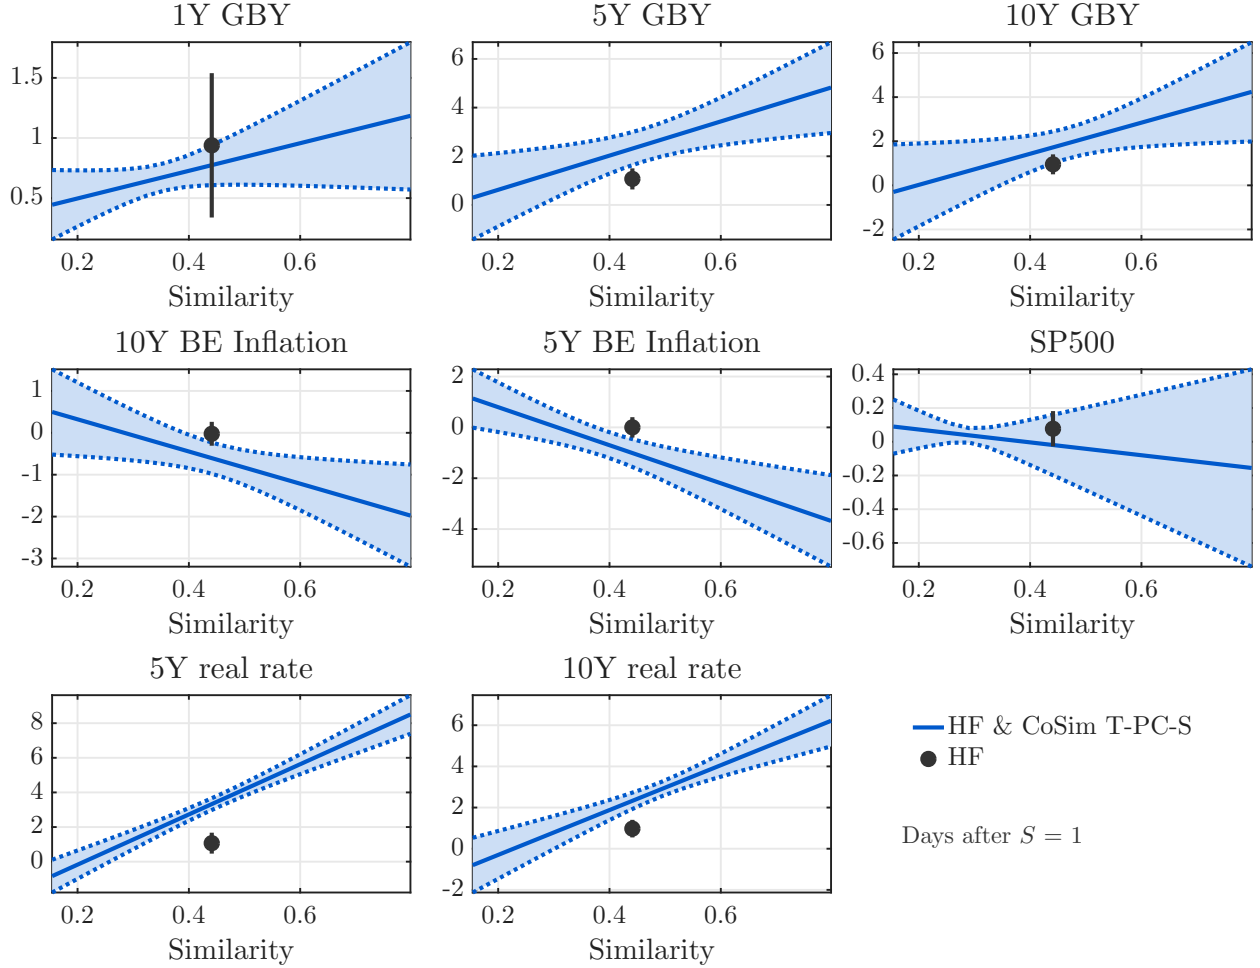 1Y GBY
5Y GBY
10Y GBY
1.5
1
0.5
0.2 0.4 0.6
Similarity
6
4
2
0
0.2 0.4 0.6
Similarity
6
4
2
0
-2
0.2 0.4 0.6
Similarity
10Y BE Inflation
5Y BE Inflation
SP500
1
0
-1
-2
-3
0.2 0.4 0.6
Similarity
2
0
-2
-4
0.2 0.4 0.6
Similarity
0.4
0.2
0
-0.2
-0.4
-0.6
0.2 0.4 0.6
Similarity
5Y real rate
10Y real rate
8
6
4
2
0
0.2 0.4 0.6
Similarity
6
4
2
0
-2
0.2 0.4 0.6
Similarity
HF & CoSim T-PC-S
HF
Days after S = 1